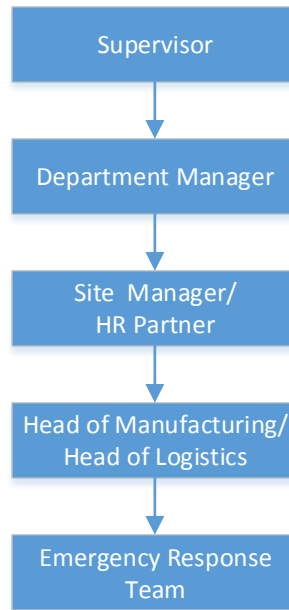 Supervisor
Department Manager
Site Manager/
HR Partner
Head of Manufacturing/
Head of Logistics
Emergency Response
Team